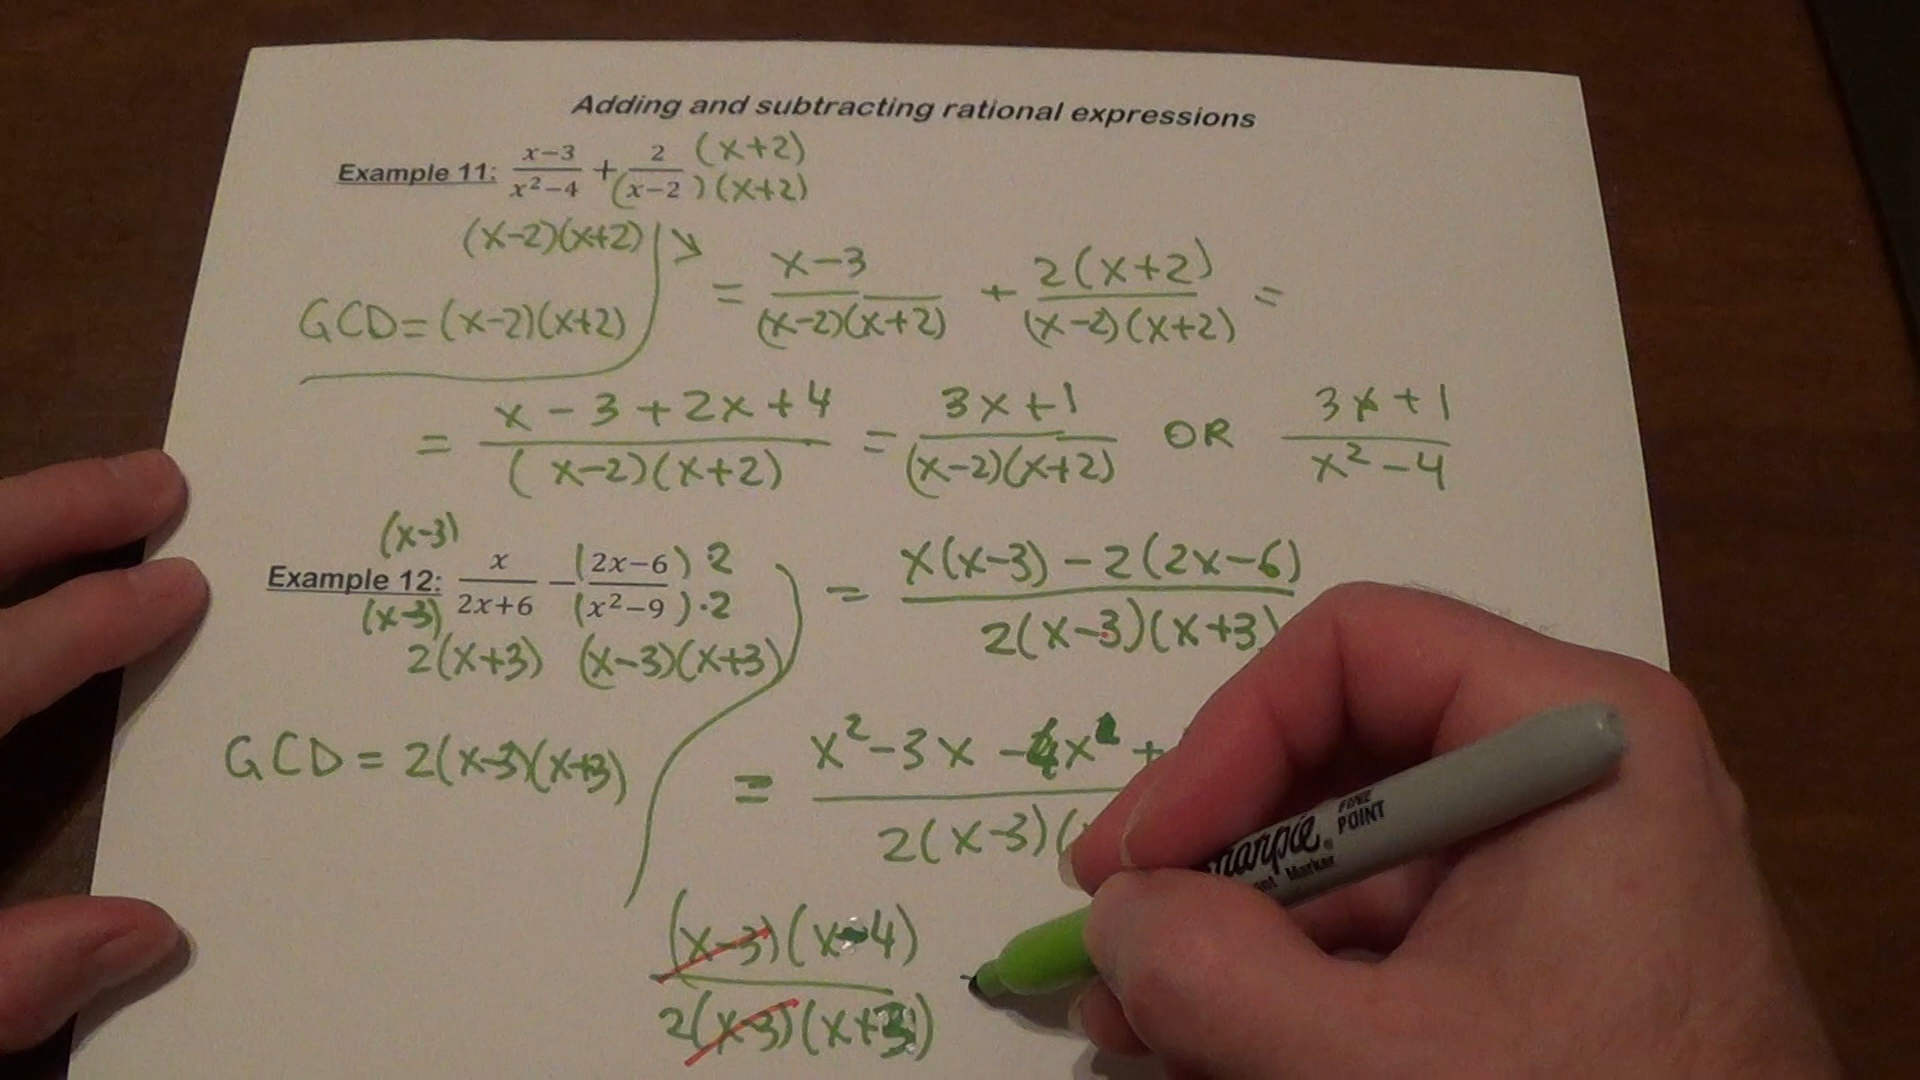 Adding and subtracting rational expressions
(x+2)
Example 11: x-3/x²-4 + 2/(x-2)(x+2)
(x-2)(x+2)
= x-3/(x-2)(x+2) + 2(x+2)/(x-2)(x+2) =
GCD=(x-2)(x+2)
= x-3+2x+4/(x-2)(x+2) = 3x+1/(x-2)(x+2) OR 3x+1/x²-4
(x-3)
Example 12: x/2x+6 - (2x-6)·2/(x²-9)·2 = x(x-3)-2(2x-6)/2(x-3)(x+3)
(x-3)
2(x+3) (x-3)(x+3)
GCD = 2(x-3)(x+3)
= x²-3x-4x+/2(x-3)(
(x-3)(x-4)/2(x-3)(x+3)
Sharpie.
FINE POINT
Marker